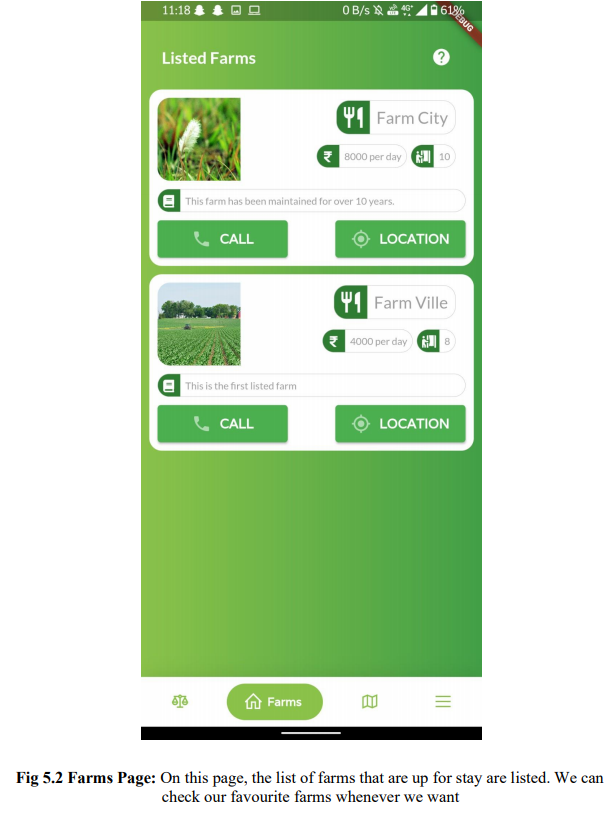 11:18 0 B/s 4G+ 61%
DEBUG
Listed Farms
Farm City
₹ 8000 per day 10
This farm has been maintained for over 10 years.
CALL LOCATION
Farm Ville
₹ 4000 per day 8
This is the first listed farm
CALL LOCATION
Farms
Fig 5.2 Farms Page: On this page, the list of farms that are up for stay are listed. We can
check our favourite farms whenever we want